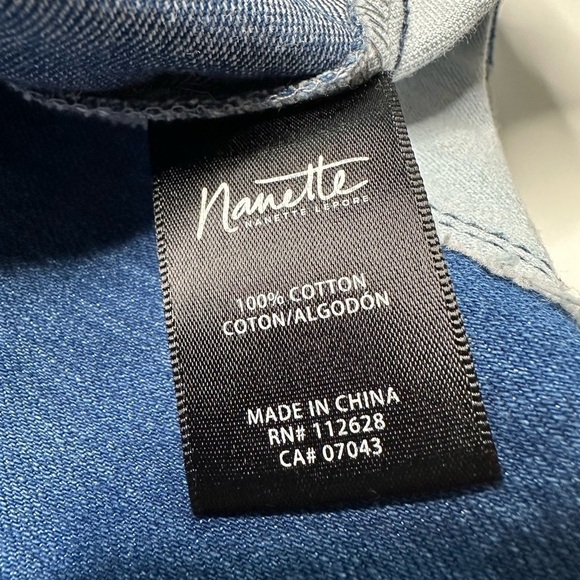 Nanette
NANETTE LEPORE
100% COTTON
COTON/ALGODÓN
MADE IN CHINA
RN# 112628
CA# 07043